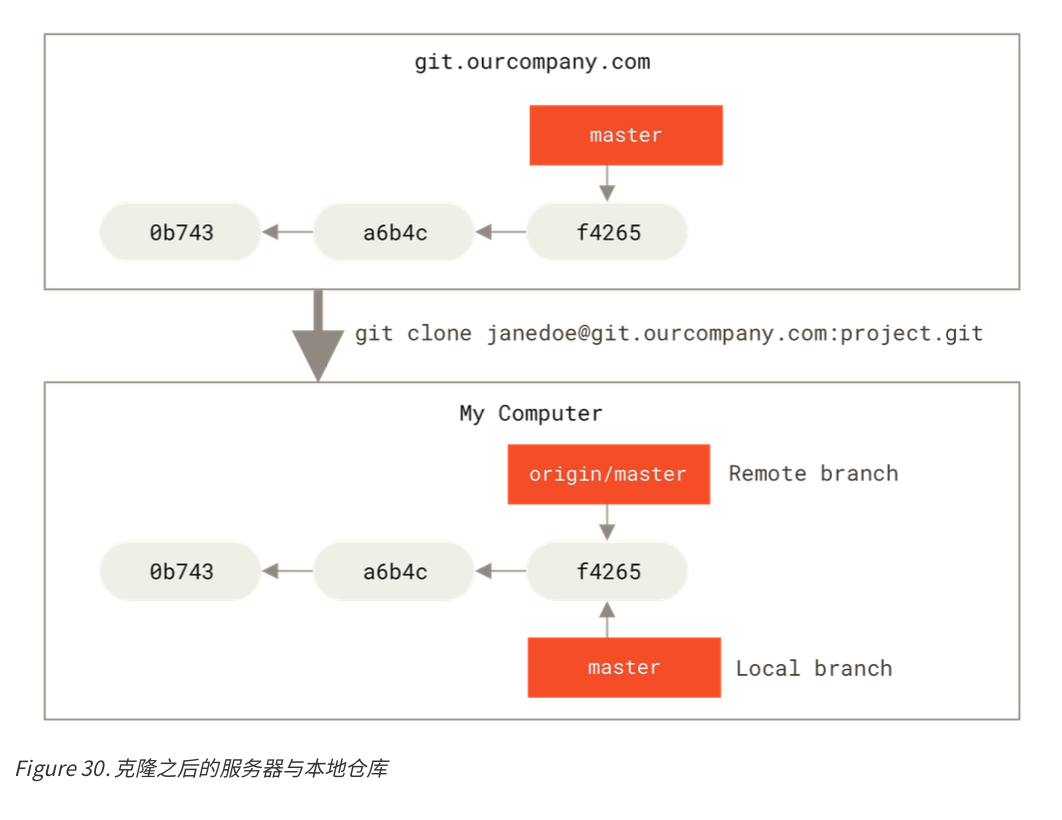 git.ourcompany.com
master
0b743 a6b4c f4265
git clone janedoe@git.ourcompany.com:project.git
My Computer
origin/master Remote branch
0b743 a6b4c f4265
master Local branch
Figure 30. 克隆之后的服务器与本地仓库